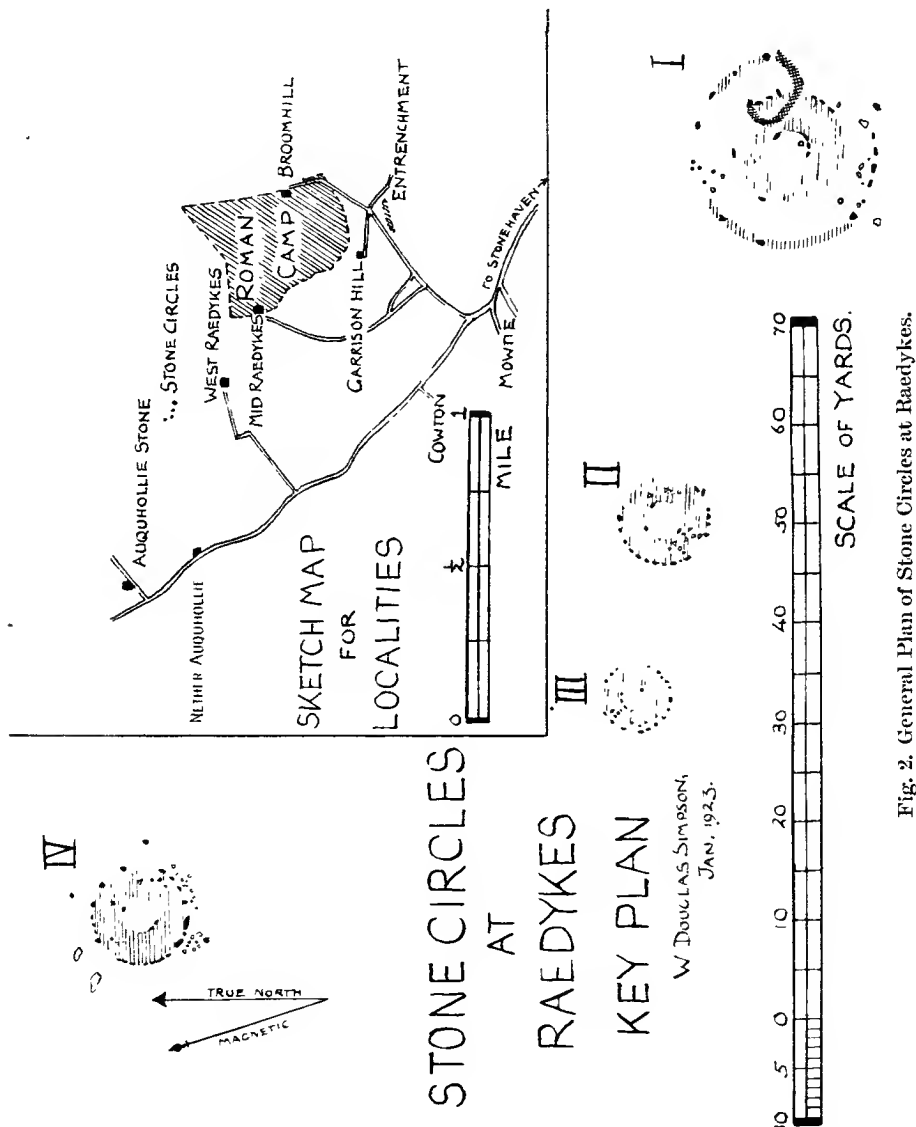 IV
TRUE NORTH
MAGNETIC
STONE CIRCLES
AT
RAEDYKES
KEY PLAN
W DOUGLAS SIMPSON,
JAN, 1923.
AUQUHOLLIE STONE
NETHER AUQUHOLLIE
STONE CIRCLES
WEST RAEDYKES
MID RAEDYKES
ROMAN
CAMP
BROOMHILL
GARRISON HILL
ENTRENCHMENT
TO STONEHAVEN
MOWTIE
COWTON
SKETCH MAP
FOR
LOCALITIES
0 ½ 1
MILE
III
II
I
10 5 0 10 20 30 40 50 60 70
SCALE OF YARDS.
Fig. 2. General Plan of Stone Circles at Raedykes.